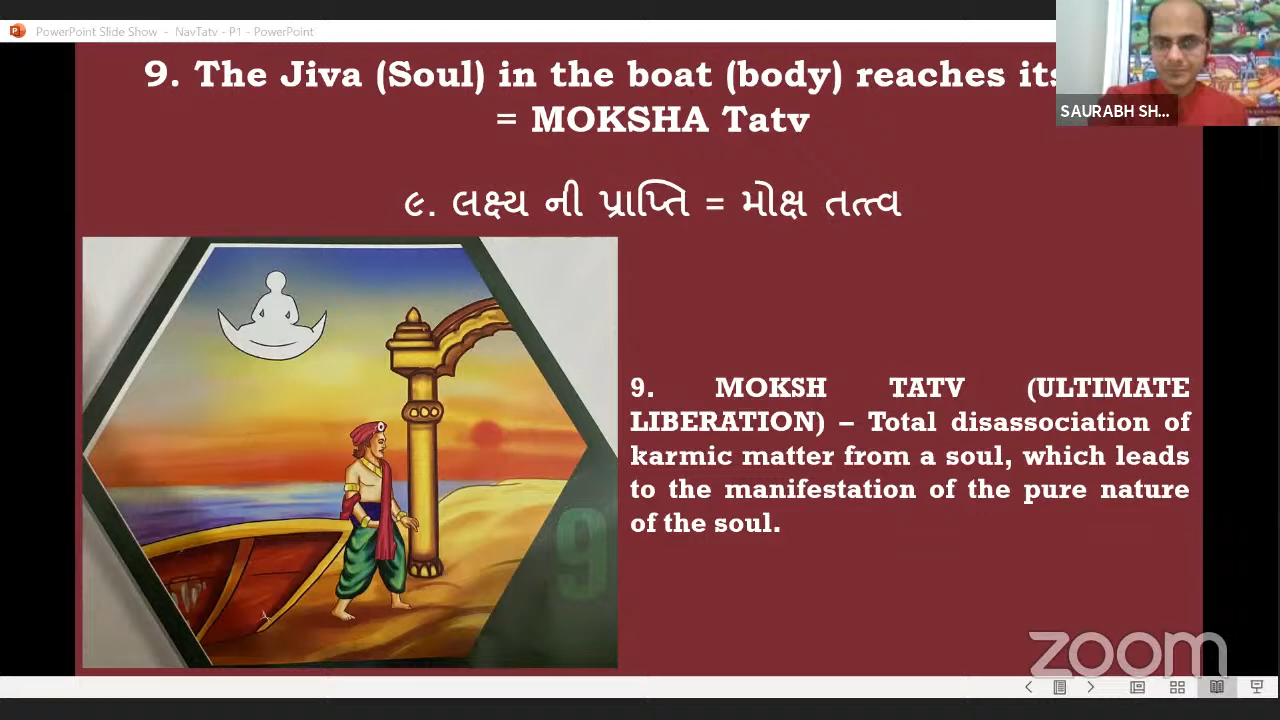 PowerPoint Slide Show - NavTatv - P1 - PowerPoint
9. The Jiva (Soul) in the boat (body) reaches its
= MOKSHA Tatv
SAURABH SH...
૯. લક્ષ્ય ની પ્રાપ્તિ = મોક્ષ તત્ત્વ
9. MOKSH TATV (ULTIMATE
LIBERATION) – Total disassociation of
karmic matter from a soul, which leads
to the manifestation of the pure nature
of the soul.
9
zoom